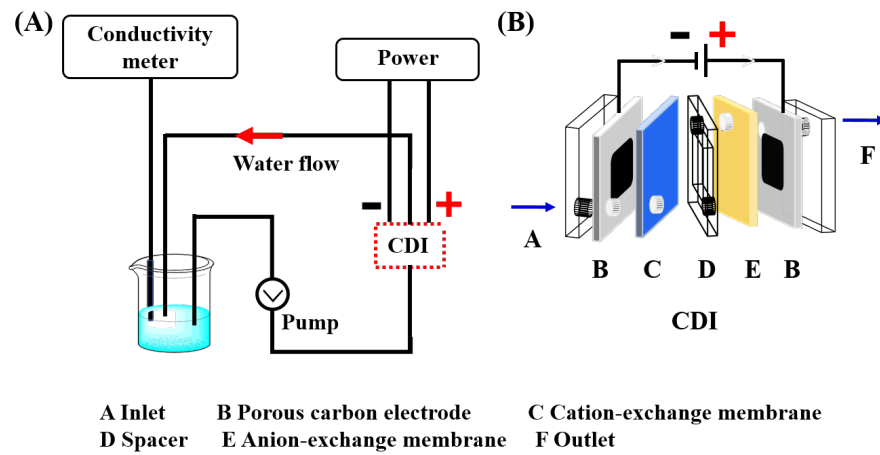 (A)
Conductivity
meter
Power
Water flow
- +
CDI
Pump
(B)
- +
A
F
B C D E B
CDI
A Inlet B Porous carbon electrode C Cation-exchange membrane
D Spacer E Anion-exchange membrane F Outlet